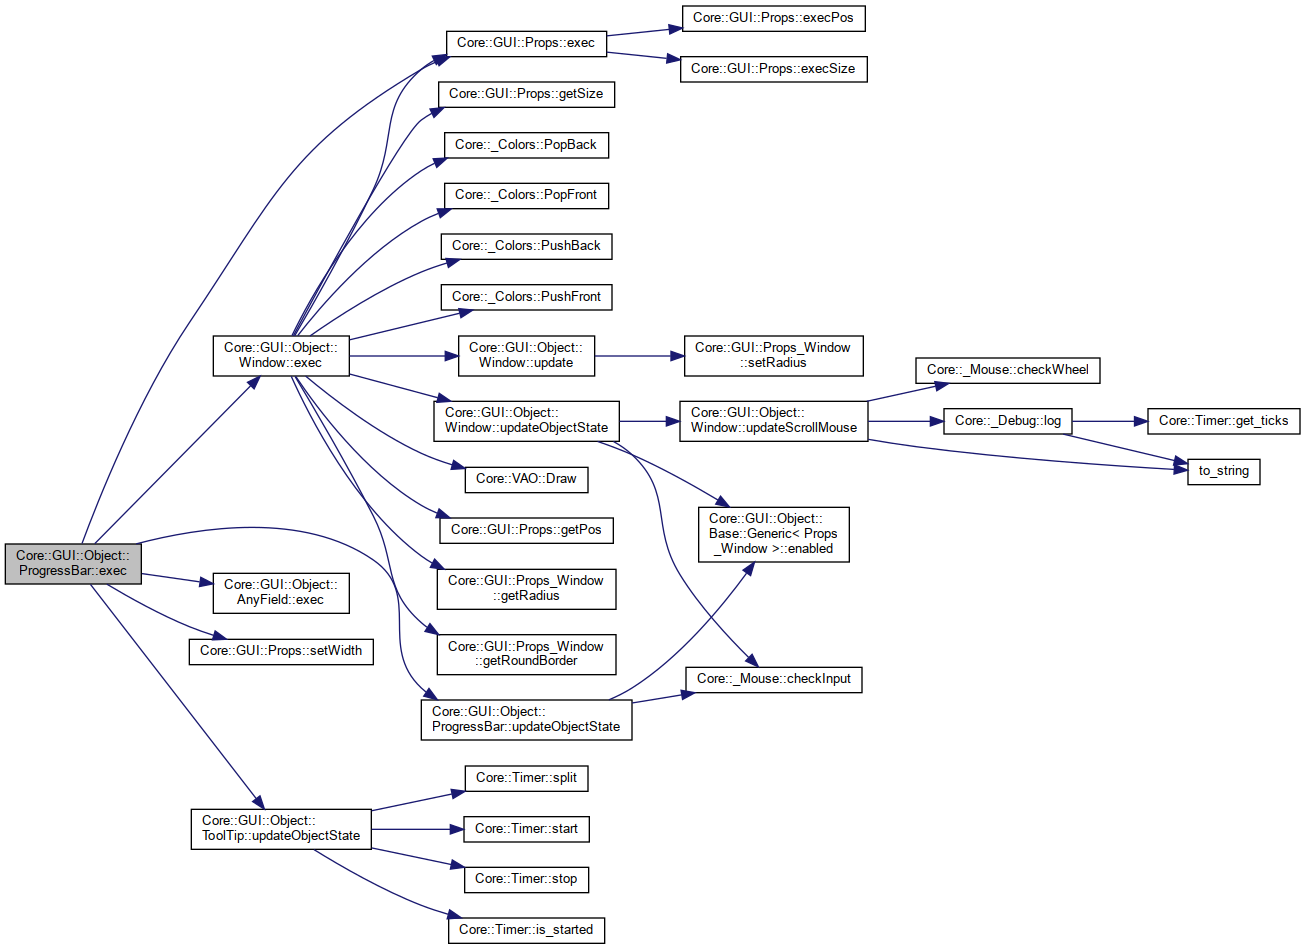 Core::GUI::Object::
ProgressBar::exec
Core::GUI::Object::
Window::exec
Core::GUI::Object::
AnyField::exec
Core::GUI::Props::setWidth
Core::GUI::Object::
ToolTip::updateObjectState
Core::GUI::Props::exec
Core::GUI::Props::getSize
Core::_Colors::PopBack
Core::_Colors::PopFront
Core::_Colors::PushBack
Core::_Colors::PushFront
Core::GUI::Object::
Window::update
Core::GUI::Object::
Window::updateObjectState
Core::VAO::Draw
Core::GUI::Props::getPos
Core::GUI::Props_Window
::getRadius
Core::GUI::Props_Window
::getRoundBorder
Core::GUI::Object::
ProgressBar::updateObjectState
Core::Timer::split
Core::Timer::start
Core::Timer::stop
Core::Timer::is_started
Core::GUI::Props::execPos
Core::GUI::Props::execSize
Core::GUI::Props_Window
::setRadius
Core::GUI::Object::
Window::updateScrollMouse
Core::GUI::Object::
Base::Generic< Props
_Window >::enabled
Core::_Mouse::checkInput
Core::_Mouse::checkWheel
Core::_Debug::log
Core::Timer::get_ticks
to_string